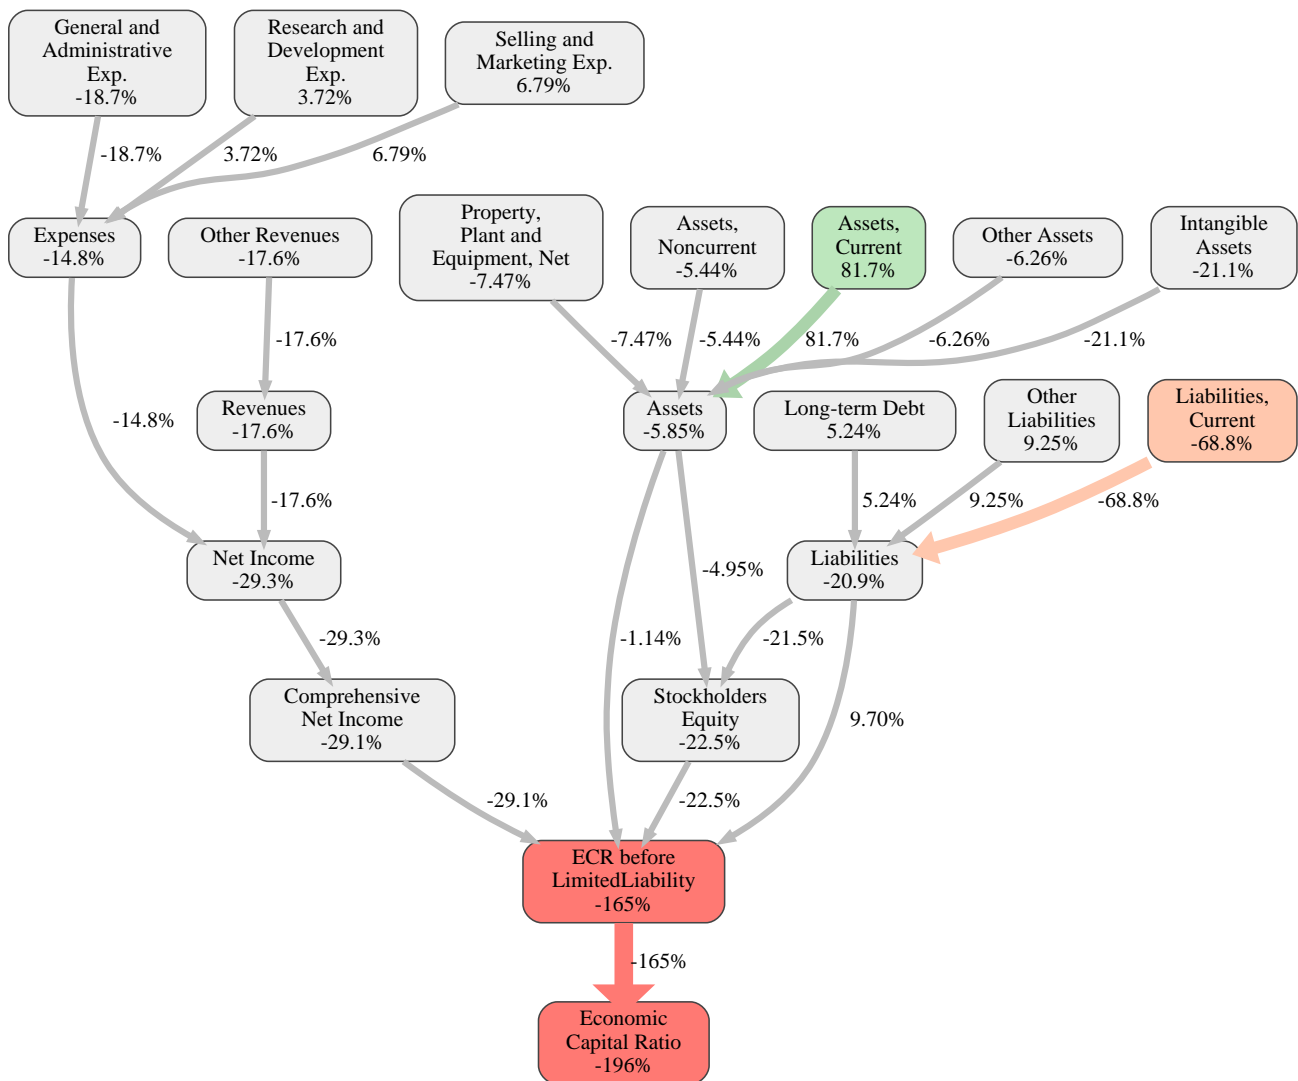 General and
Administrative
Exp.
-18.7%
Research and
Development
Exp.
3.72%
Selling and
Marketing Exp.
6.79%
-18.7%
3.72%
6.79%
Expenses
-14.8%
Other Revenues
-17.6%
Property,
Plant and
Equipment, Net
-7.47%
Assets,
Noncurrent
-5.44%
Assets,
Current
81.7%
Other Assets
-6.26%
Intangible
Assets
-21.1%
-17.6%
-7.47%
-5.44%
81.7%
-6.26%
-21.1%
-14.8%
Revenues
-17.6%
Assets
-5.85%
Long-term Debt
5.24%
Other
Liabilities
9.25%
Liabilities,
Current
-68.8%
-17.6%
5.24%
9.25%
-68.8%
Net Income
-29.3%
-4.95%
Liabilities
-20.9%
-29.3%
-1.14%
-21.5%
Comprehensive
Net Income
-29.1%
Stockholders
Equity
-22.5%
9.70%
-29.1%
-22.5%
ECR before
LimitedLiability
-165%
-165%
Economic
Capital Ratio
-196%